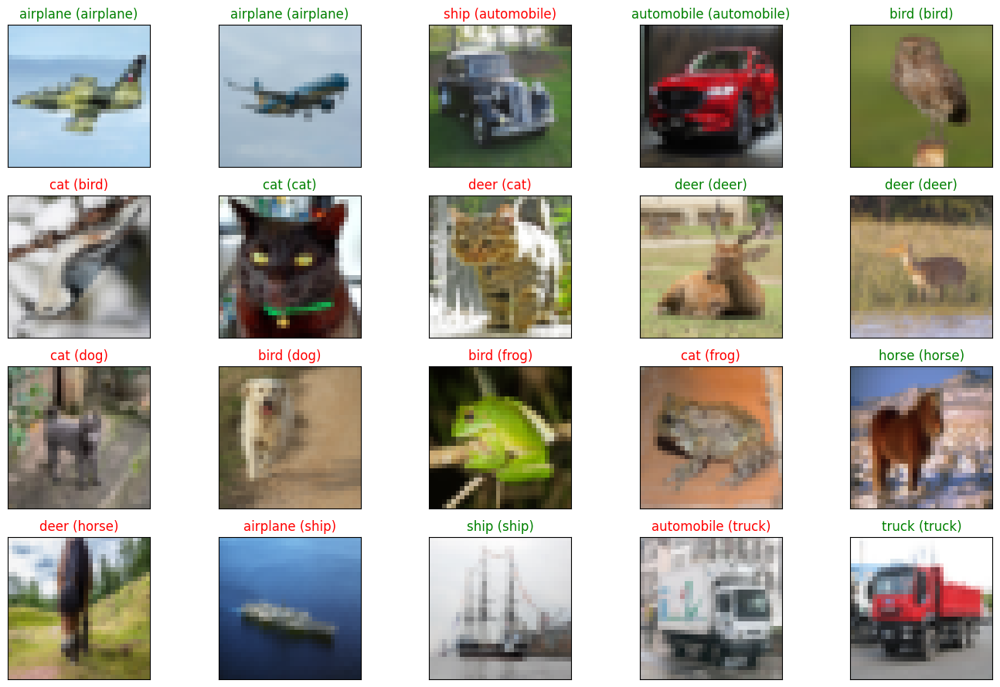 airplane (airplane)
airplane (airplane)
ship (automobile)
automobile (automobile)
bird (bird)
cat (bird)
cat (cat)
deer (cat)
deer (deer)
deer (deer)
cat (dog)
bird (dog)
bird (frog)
cat (frog)
horse (horse)
deer (horse)
airplane (ship)
ship (ship)
automobile (truck)
truck (truck)